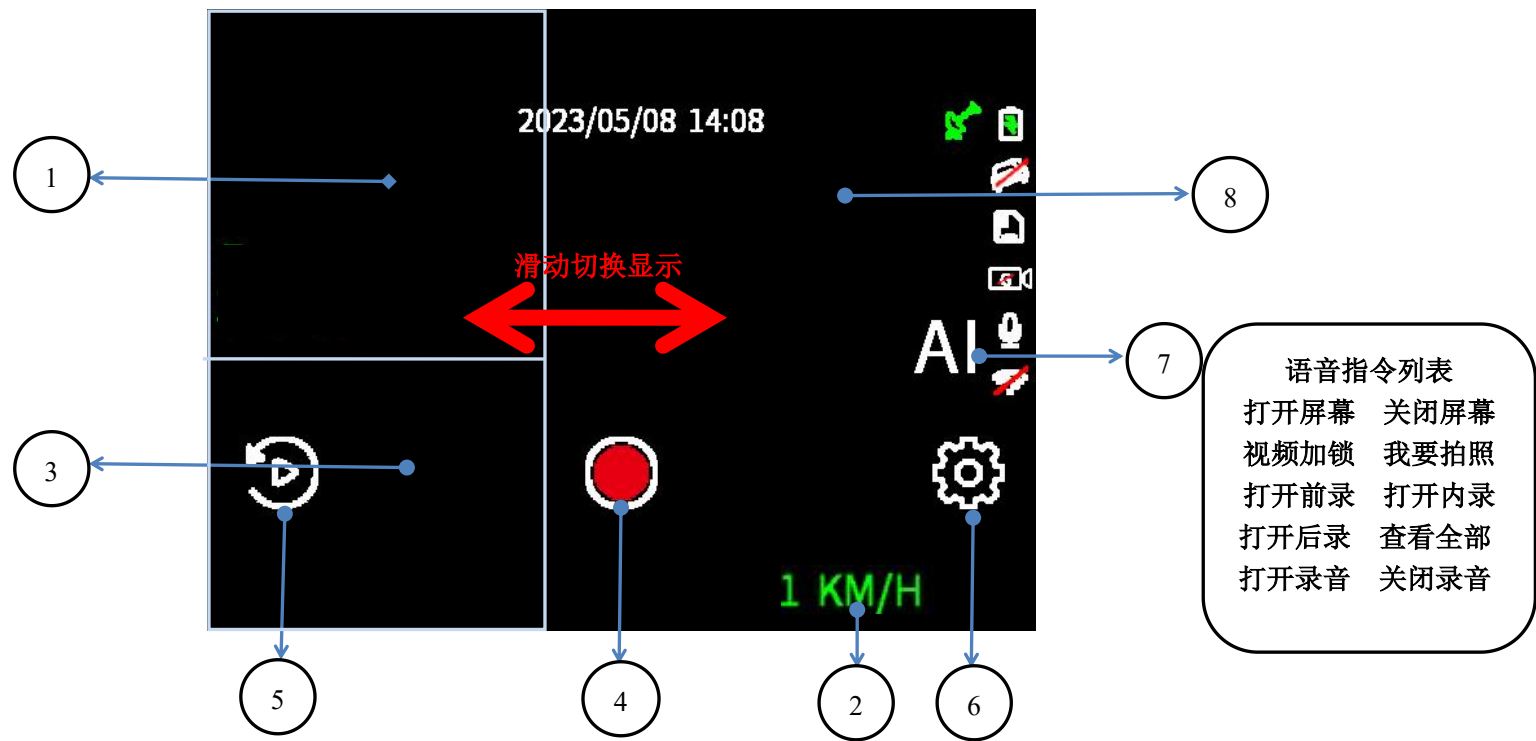 2023/05/08 14:08
1
8
滑动切换显示
AI
7
语音指令列表
打开屏幕 关闭屏幕
视频加锁 我要拍照
打开前录 打开内录
打开后录 查看全部
打开录音 关闭录音
3
1 KM/H
5
4
2
6